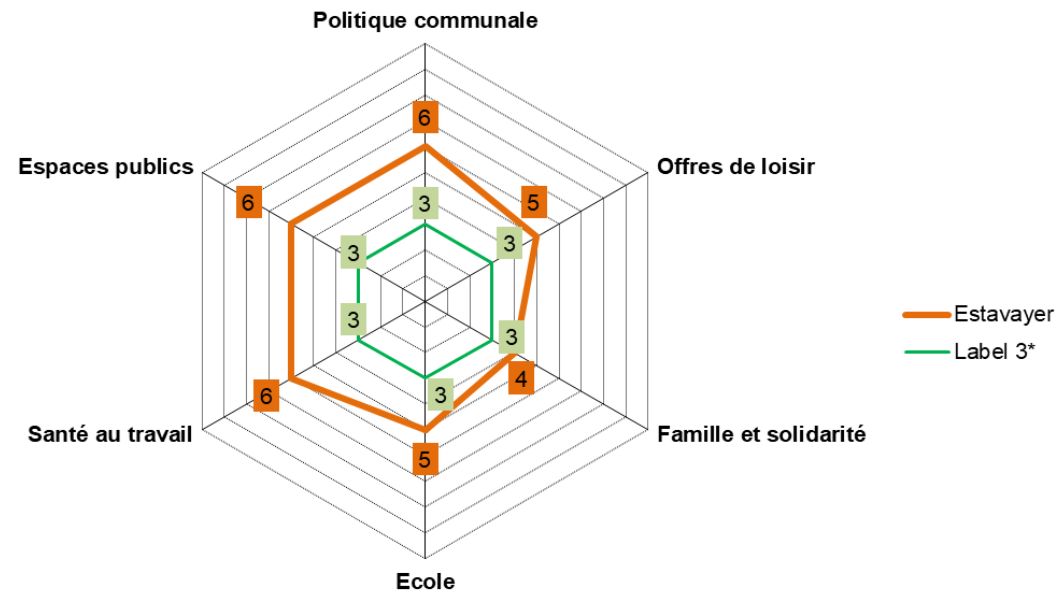 Politique communale
6
Espaces publics
Offres de loisir
6
3
5
3
3
Estavayer
3
3
Label 3*
4
6
3
Santé au travail
Famille et solidarité
5
Ecole